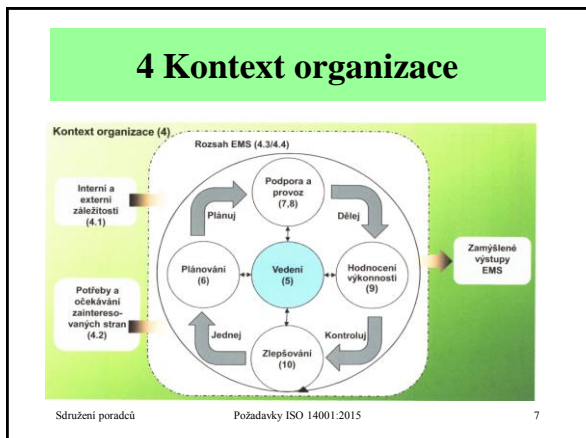 4 Kontext organizace
Kontext organizace (4)
Rozsah EMS (4.3/4.4)
Interní a
externí
záležitosti
(4.1)
Potřeby a
očekávání
zaintereso-
vaných stran
(4.2)
Plánuj
Podpora a
provoz
(7,8)
Dělej
Plánování
(6)
Vedení
(5)
Hodnocení
výkonnosti
(9)
Jednej
Zlepšování
(10)
Kontroluj
Zamýšlené
výstupy
EMS
Sdružení poradců
Požadavky ISO 14001:2015
7